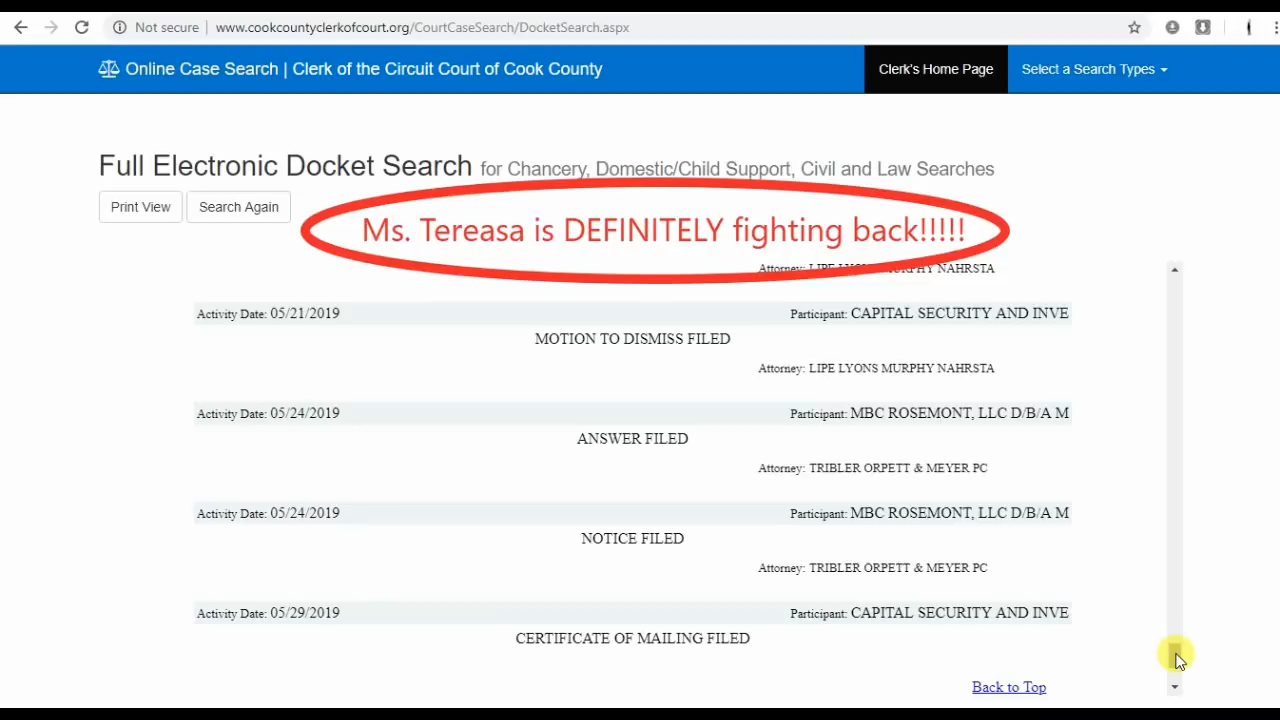 Not secure | www.cookcountyclerkofcourt.org/CourtCaseSearch/DocketSearch.aspx
Online Case Search | Clerk of the Circuit Court of Cook County
Clerk's Home Page
Select a Search Types
Full Electronic Docket Search for Chancery, Domestic/Child Support, Civil and Law Searches
Print View
Search Again
Ms. Tereasa is DEFINITELY fighting back!!!!!
Attorney: LIPE LYONS MURPHY NAHRSTA
Activity Date: 05/21/2019 Participant: CAPITAL SECURITY AND INVE
MOTION TO DISMISS FILED
Attorney: LIPE LYONS MURPHY NAHRSTA
Activity Date: 05/24/2019 Participant: MBC ROSEMONT, LLC D/B/A M
ANSWER FILED
Attorney: TRIBLER ORPETT & MEYER PC
Activity Date: 05/24/2019 Participant: MBC ROSEMONT, LLC D/B/A M
NOTICE FILED
Attorney: TRIBLER ORPETT & MEYER PC
Activity Date: 05/29/2019 Participant: CAPITAL SECURITY AND INVE
CERTIFICATE OF MAILING FILED
Back to Top